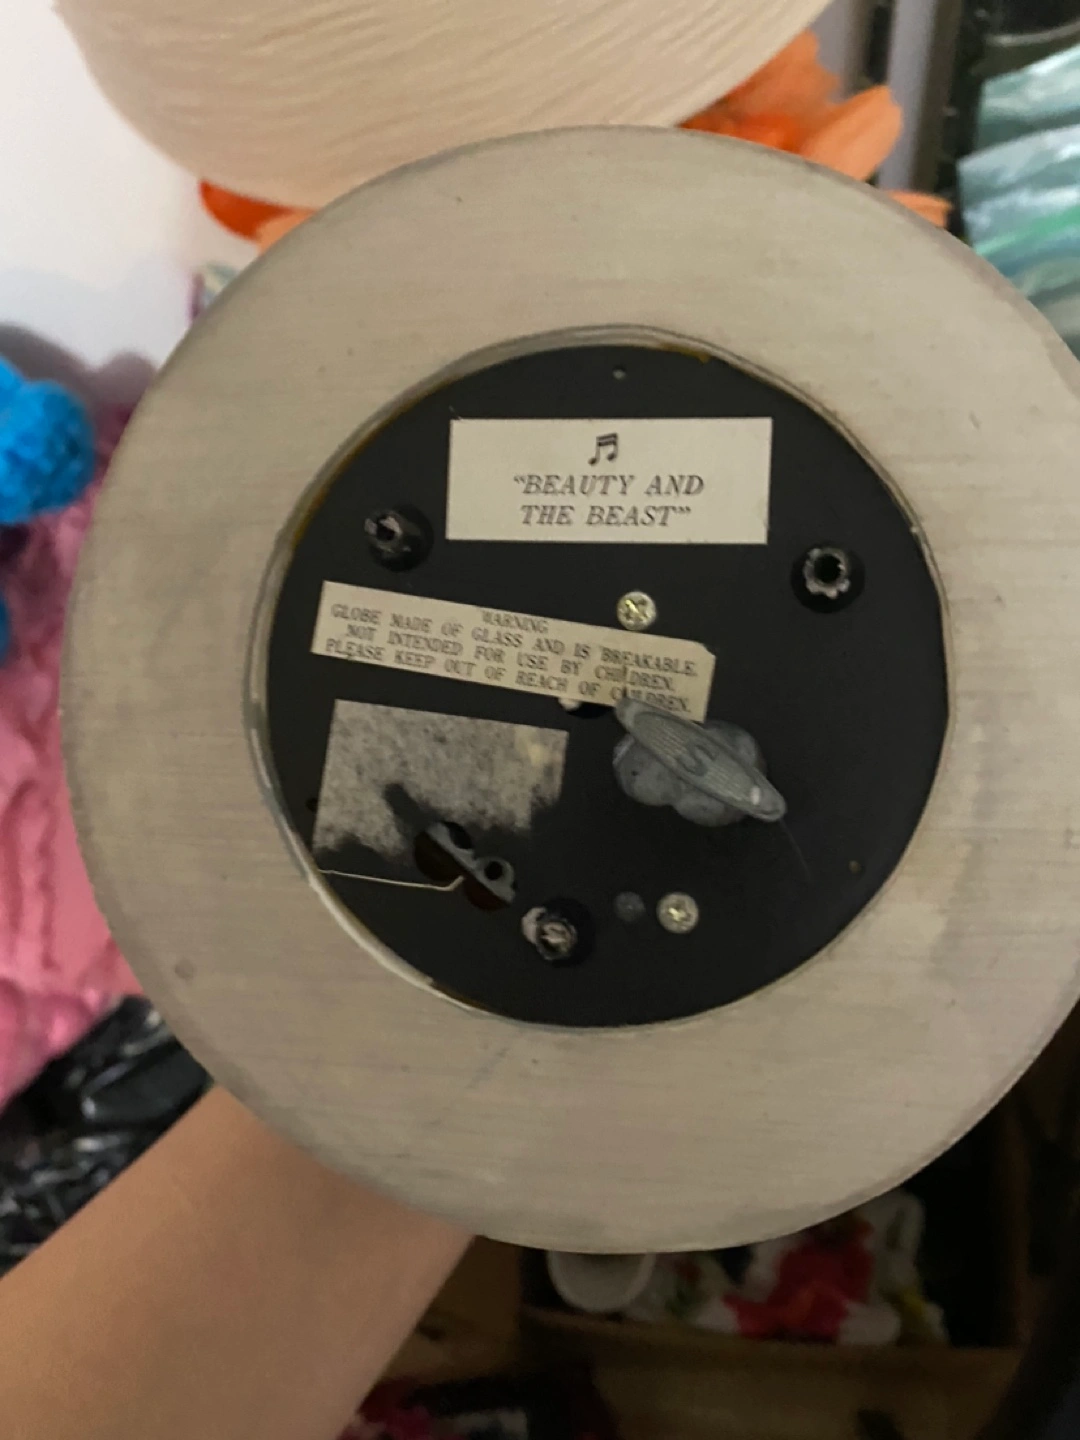 "BEAUTY AND
THE BEAST"
WARNING
GLOBE MADE OF GLASS AND IS BREAKABLE.
NOT INTENDED FOR USE BY CHILDREN.
PLEASE KEEP OUT OF REACH OF CHILDREN.